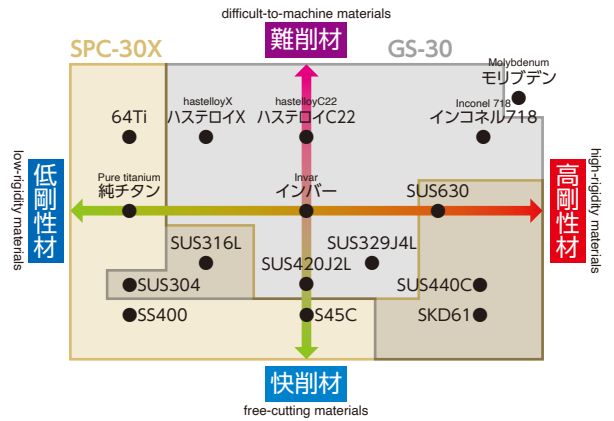 difficult-to-machine materials
難削材
SPC-30X
GS-30
Molybdenum
モリブデン
64Ti
hastelloyX
ハステロイX
hastelloyC22
ハステロイC22
Inconel 718
インコネル718
low-rigidity materials
低剛性材
Pure titanium
純チタン
Invar
インバー
SUS630
高剛性材
high-rigidity materials
SUS316L
SUS329J4L
SUS420J2L
SUS304
SUS440C
SS400
S45C
SKD61
快削材
free-cutting materials